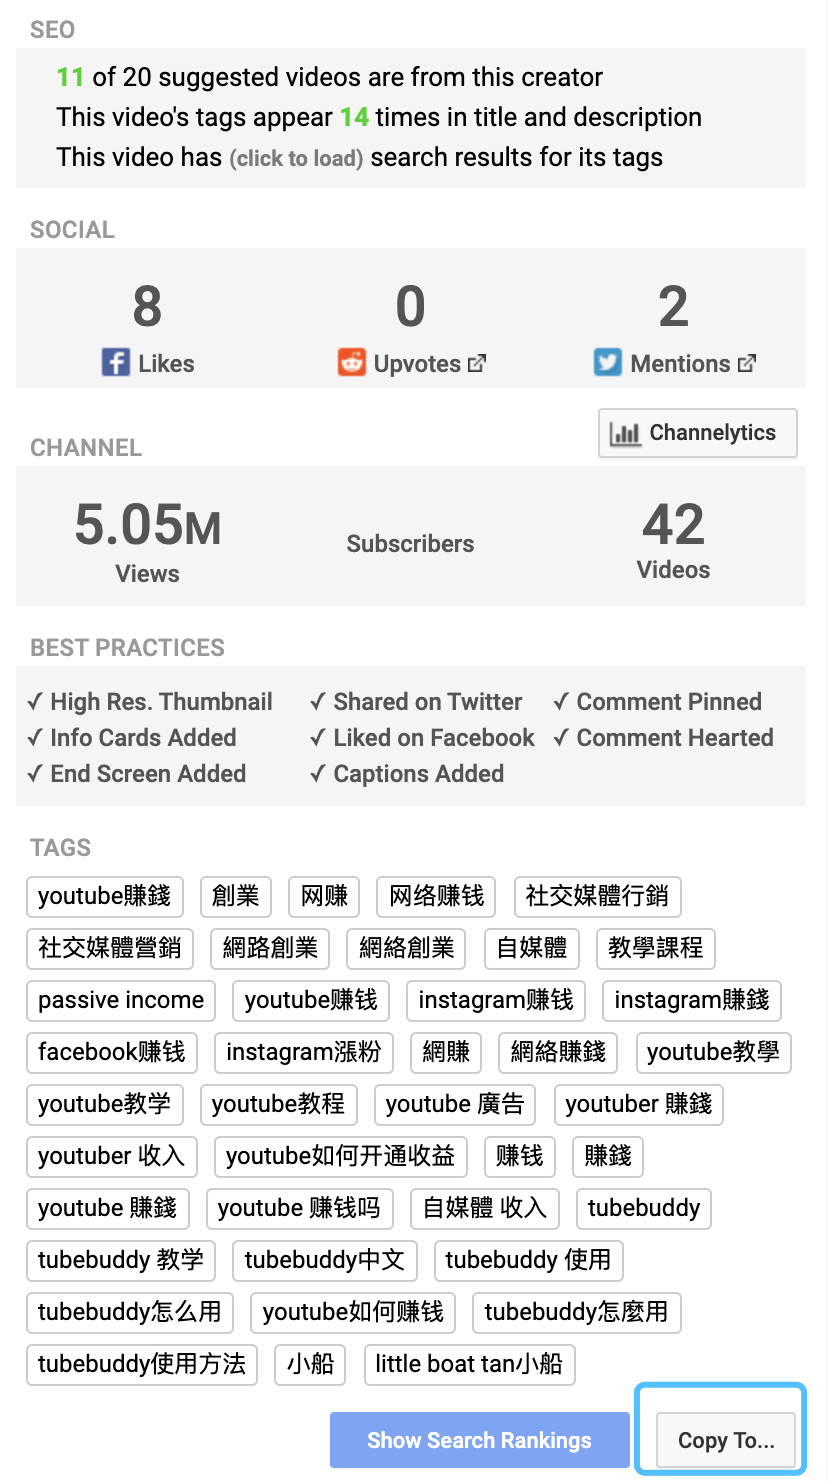 SEO
11 of 20 suggested videos are from this creator
This video's tags appear 14 times in title and description
This video has (click to load) search results for its tags
SOCIAL
8 0 2
Likes Upvotes Mentions
CHANNEL Channelytics
5.05M Subscribers 42
Views Videos
BEST PRACTICES
✓ High Res. Thumbnail ✓ Shared on Twitter ✓ Comment Pinned
✓ Info Cards Added ✓ Liked on Facebook ✓ Comment Hearted
✓ End Screen Added ✓ Captions Added
TAGS
youtube賺錢 創業 网赚 网络赚钱 社交媒體行銷
社交媒體營銷 網路創業 網絡創業 自媒體 教學課程
passive income youtube赚钱 instagram赚钱 instagram賺錢
facebook赚钱 instagram漲粉 網賺 網絡賺錢 youtube教學
youtube教学 youtube教程 youtube 廣告 youtuber 賺錢
youtuber 收入 youtube如何开通收益 赚钱 賺錢
youtube 賺錢 youtube 赚钱吗 自媒體 收入 tubebuddy
tubebuddy 教学 tubebuddy中文 tubebuddy 使用
tubebuddy怎么用 youtube如何赚钱 tubebuddy怎麼用
tubebuddy使用方法 小船 little boat tan小船
Show Search Rankings Copy To...